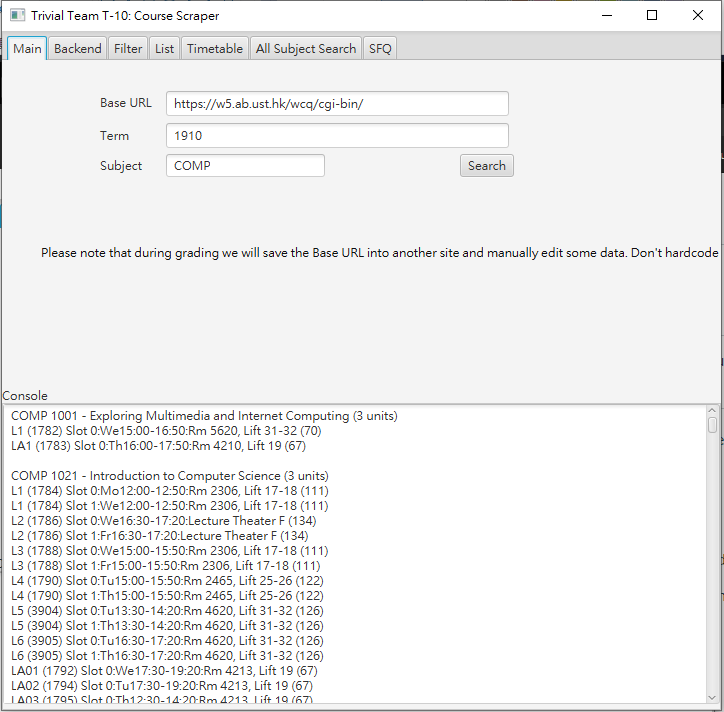 Trivial Team T-10: Course Scraper
Main Backend Filter List Timetable All Subject Search SFQ
Base URL https://w5.ab.ust.hk/wcq/cgi-bin/
Term 1910
Subject COMP Search
Please note that during grading we will save the Base URL into another site and manually edit some data. Don't hardcode
Console
COMP 1001 - Exploring Multimedia and Internet Computing (3 units)
L1 (1782) Slot 0:We15:00-16:50:Rm 5620, Lift 31-32 (70)
LA1 (1783) Slot 0:Th16:00-17:50:Rm 4210, Lift 19 (67)
COMP 1021 - Introduction to Computer Science (3 units)
L1 (1784) Slot 0:Mo12:00-12:50:Rm 2306, Lift 17-18 (111)
L1 (1784) Slot 1:We12:00-12:50:Rm 2306, Lift 17-18 (111)
L2 (1786) Slot 0:We16:30-17:20:Lecture Theater F (134)
L2 (1786) Slot 1:Fr16:30-17:20:Lecture Theater F (134)
L3 (1788) Slot 0:We15:00-15:50:Rm 2306, Lift 17-18 (111)
L3 (1788) Slot 1:Fr15:00-15:50:Rm 2306, Lift 17-18 (111)
L4 (1790) Slot 0:Tu15:00-15:50:Rm 2465, Lift 25-26 (122)
L4 (1790) Slot 1:Th15:00-15:50:Rm 2465, Lift 25-26 (122)
L5 (3904) Slot 0:Tu13:30-14:20:Rm 4620, Lift 31-32 (126)
L5 (3904) Slot 1:Th13:30-14:20:Rm 4620, Lift 31-32 (126)
L6 (3905) Slot 0:Tu16:30-17:20:Rm 4620, Lift 31-32 (126)
L6 (3905) Slot 1:Th16:30-17:20:Rm 4620, Lift 31-32 (126)
LA01 (1792) Slot 0:We17:30-19:20:Rm 4213, Lift 19 (67)
LA02 (1794) Slot 0:Tu17:30-19:20:Rm 4213, Lift 19 (67)
LA03 (1795) Slot 0:Th12:30-14:20:Rm 4213, Lift 19 (67)